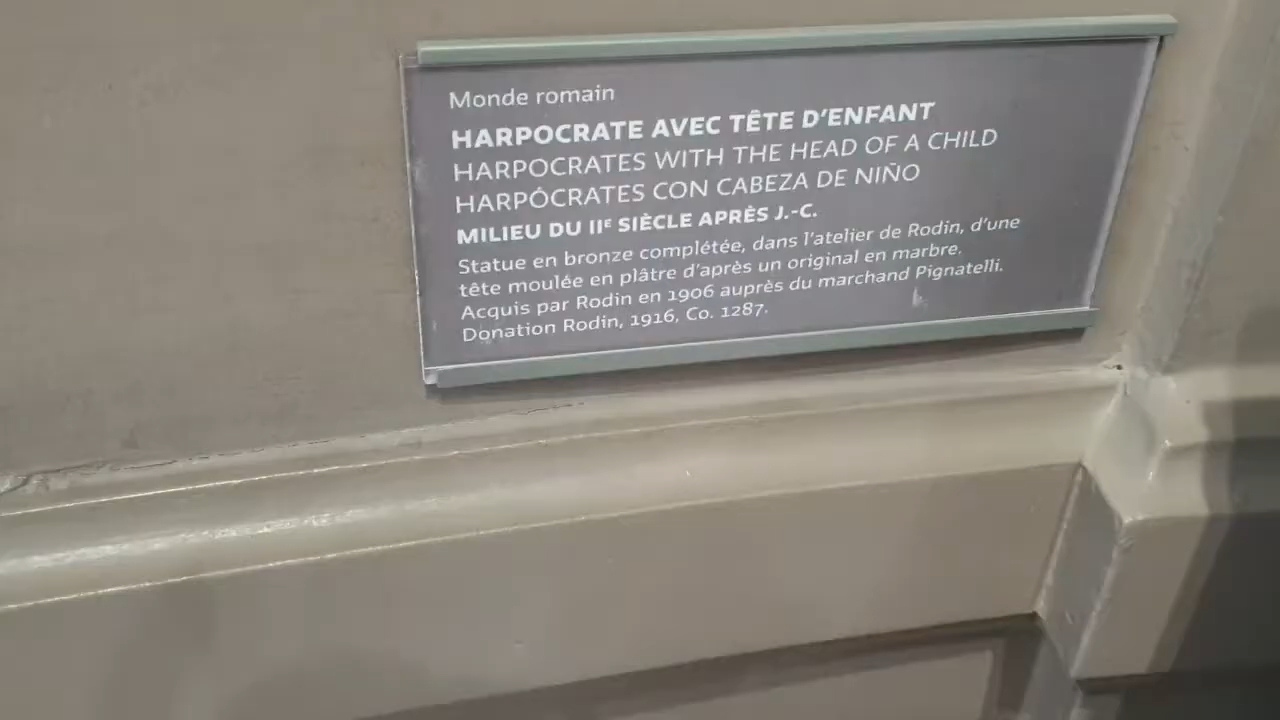 Monde romain
HARPOCRATE AVEC TÊTE D'ENFANT
HARPOCRATES WITH THE HEAD OF A CHILD
HARPÓCRATES CON CABEZA DE NIÑO
MILIEU DU IIE SIÈCLE APRÈS J.-C.
Statue en bronze complétée, dans l'atelier de Rodin, d'une
tête moulée en plâtre d'après un original en marbre.
Acquis par Rodin en 1906 auprès du marchand Pignatelli.
Donation Rodin, 1916, Co. 1287.